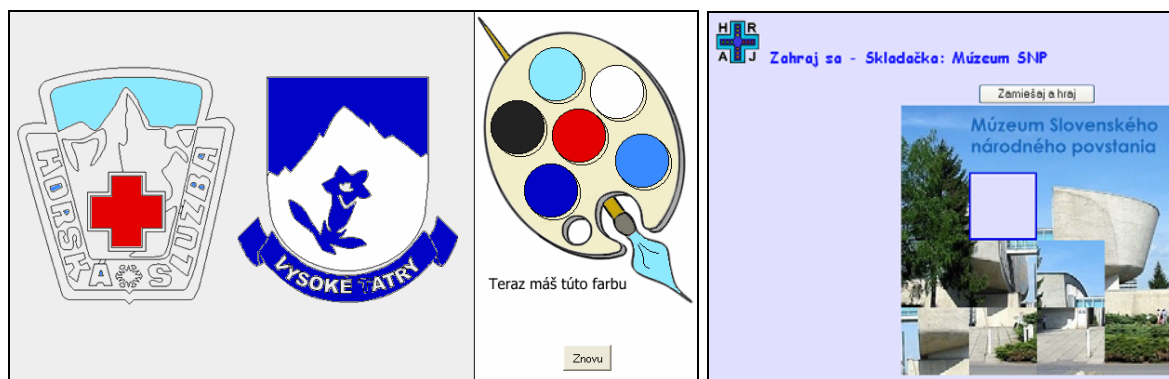 HORSKÁ SLUŽBA
VYSOKÉ TATRY
Teraz máš túto farbu
Znovu
H R
A J
Zahraj sa - Skladačka: Múzeum SNP
Zamiešaj a hraj
Múzeum Slovenského
národného povstania